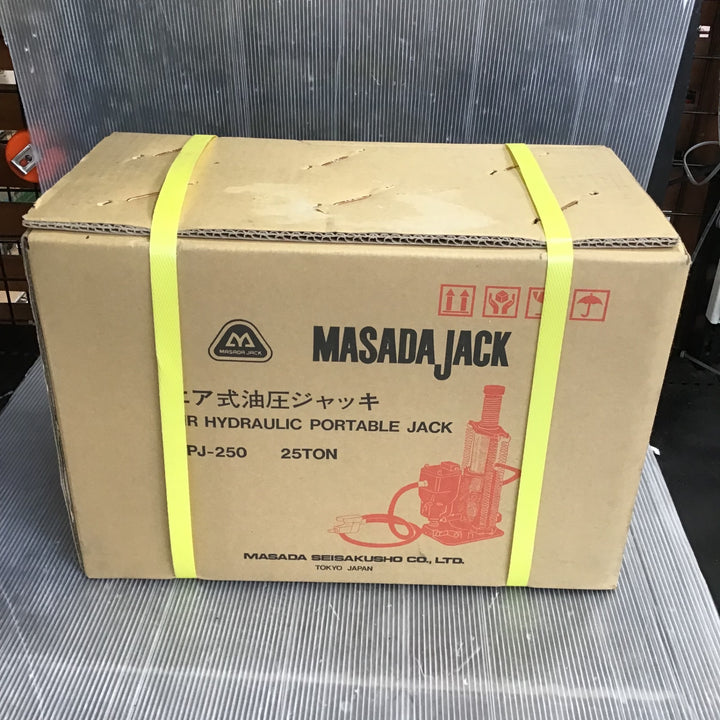 MASADA JACK
MASADA JACK
エア式油圧ジャッキ
R HYDRAULIC PORTABLE JACK
PJ-250 25TON
MASADA SEISAKUSHO CO., LTD.
TOKYO JAPAN